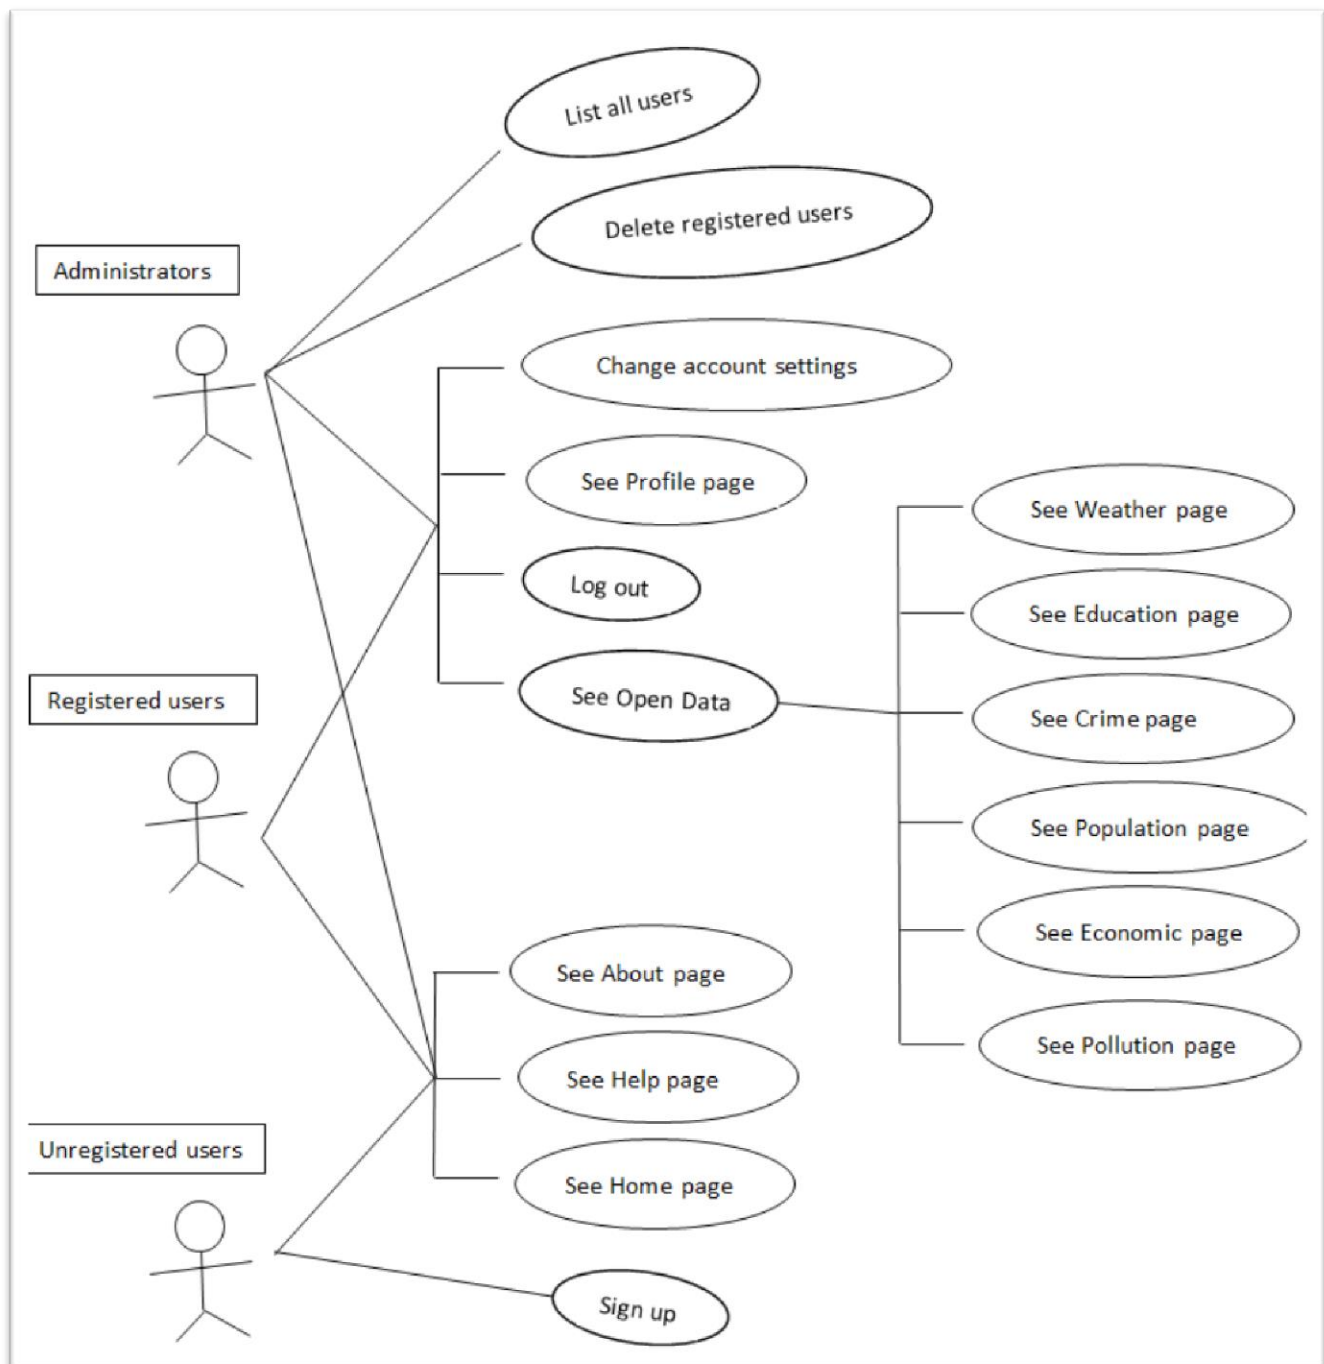 List all users
Delete registered users
Administrators
Change account settings
See Profile page
See Weather page
Log out
See Education page
See Open Data
Registered users
See Crime page
See Population page
See Economic page
See About page
See Pollution page
See Help page
Unregistered users
See Home page
Sign up